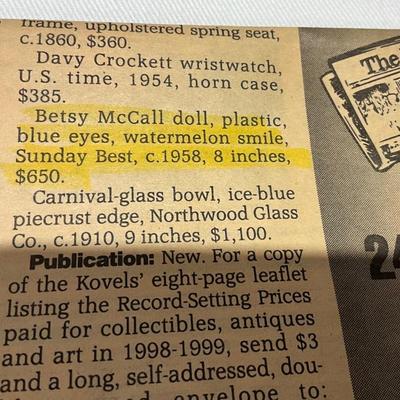 frame, upholstered spring seat,
c.1860, $360.
Davy Crockett wristwatch,
U.S. time, 1954, horn case,
$385.
Betsy McCall doll, plastic,
blue eyes, watermelon smile,
Sunday Best, c.1958, 8 inches,
$650.
Carnival-glass bowl, ice-blue
piecrust edge, Northwood Glass
Co., c.1910, 9 inches, $1,100.
Publication: New. For a copy
of the Kovels' eight-page leaflet
listing the Record-Setting Prices
paid for collectibles, antiques
and art in 1998-1999, send $3
and a long, self-addressed, dou-
envelope to:
The
24